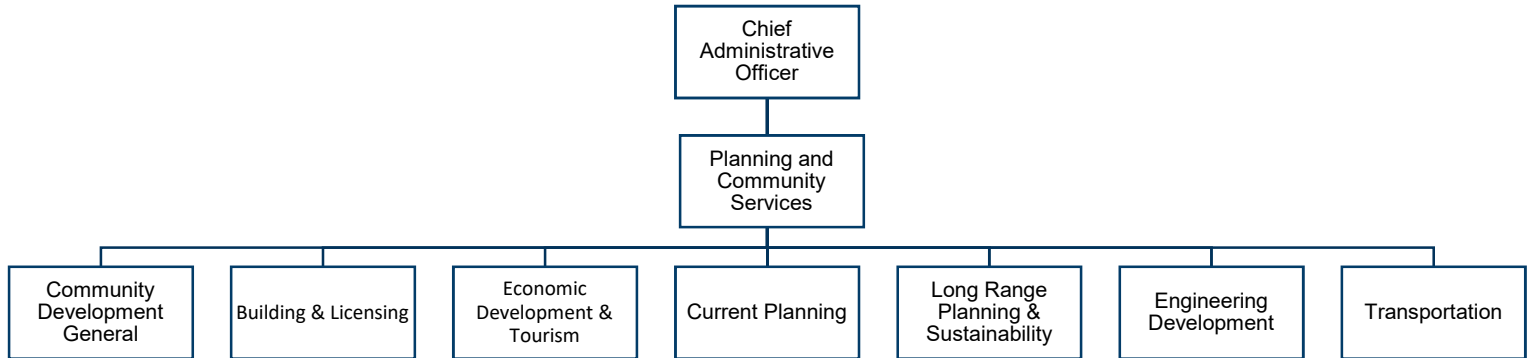 Chief
Administrative
Officer
Planning and
Community
Services
Community
Development
General
Building & Licensing
Economic
Development &
Tourism
Current Planning
Long Range
Planning &
Sustainability
Engineering
Development
Transportation